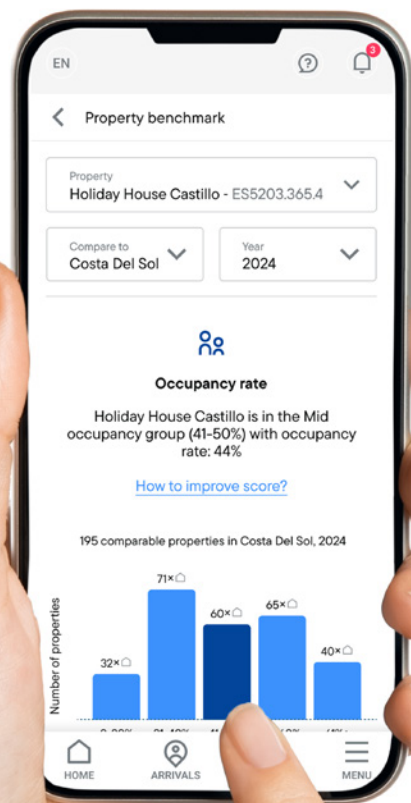 EN
3
Property benchmark
Property
Holiday House Castillo - ES5203.365.4
Compare to
Costa Del Sol
Year
2024
Occupancy rate
Holiday House Castillo is in the Mid
occupancy group (41-50%) with occupancy
rate: 44%
How to improve score?
195 comparable properties in Costa Del Sol, 2024
Number of properties
32×
71×
60×
65×
40×
HOME
ARRIVALS
MENU